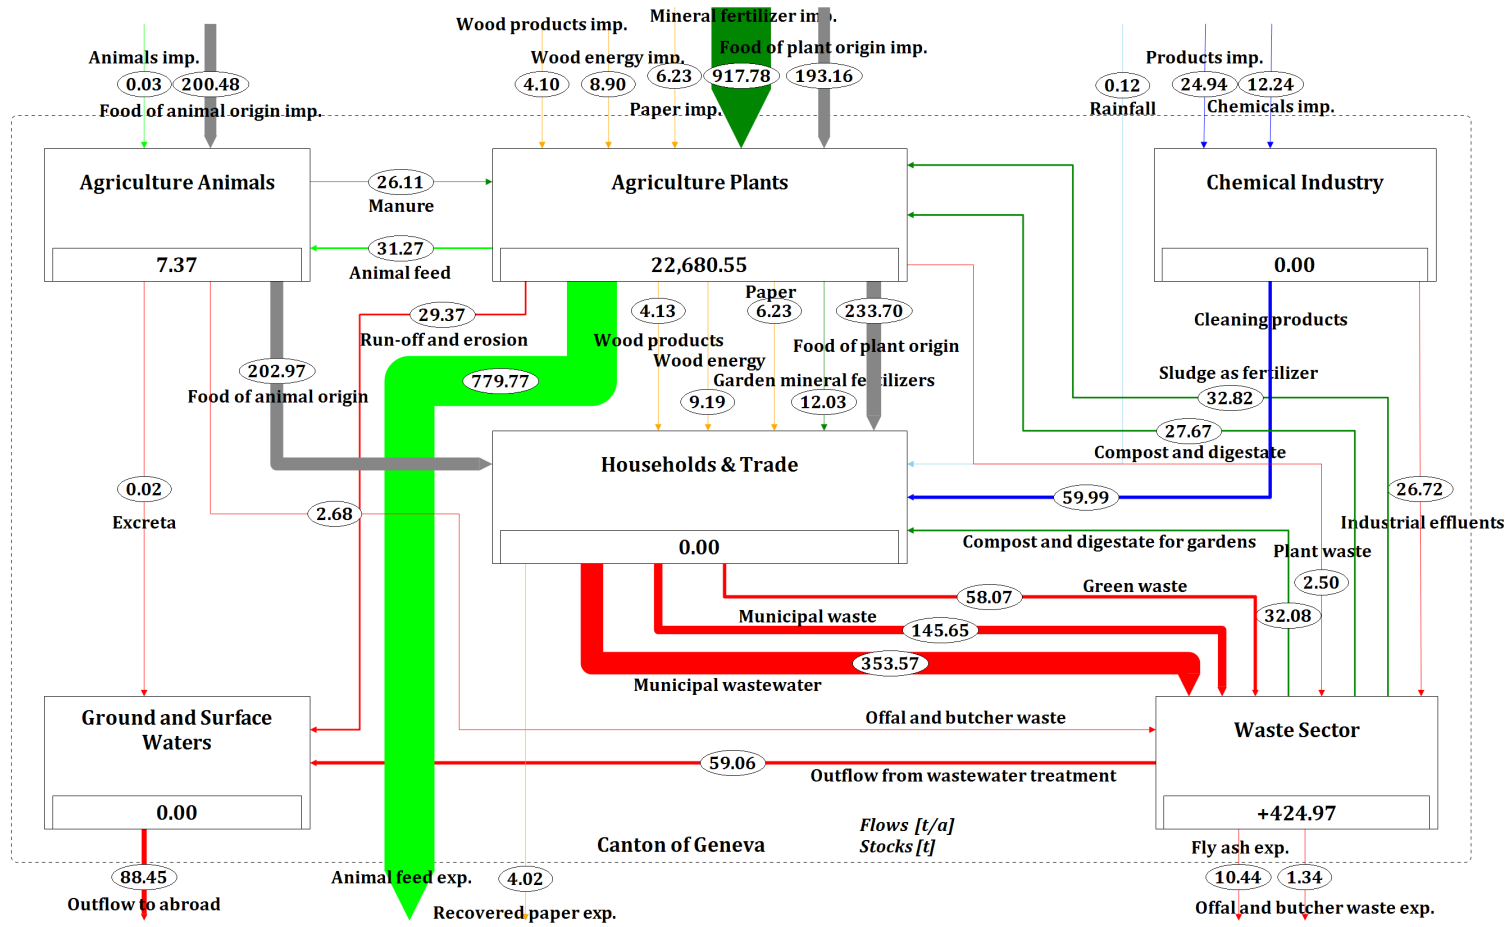 Wood products imp.
Mineral fertilizer imp.
Animals imp.
Wood energy imp.
Food of plant origin imp.
Products imp.
0.03
200.48
4.10
8.90
6.23
917.78
193.16
0.12
24.94
12.24
Food of animal origin imp.
Paper imp.
Rainfall
Chemicals imp.
Agriculture Animals
26.11
Manure
Agriculture Plants
Chemical Industry
31.27
Animal feed
7.37
22,680.55
0.00
Paper
29.37
Run-off and erosion
4.13
6.23
233.70
Wood products
Wood energy
Food of plant origin
Cleaning products
202.97
Food of animal origin
779.77
9.19
Garden mineral fertilizers
12.03
Sludge as fertilizer
32.82
27.67
Compost and digestate
Households & Trade
0.02
Excreta
2.68
59.99
26.72
Industrial effluents
0.00
Compost and digestate for gardens
Plant waste
2.50
58.07
Green waste
32.08
Municipal waste
145.65
353.57
Municipal wastewater
Ground and Surface
Waters
Offal and butcher waste
Waste Sector
59.06
Outflow from wastewater treatment
0.00
+424.97
Canton of Geneva
Flows [t/a]
Stocks [t]
Fly ash exp.
88.45
Outflow to abroad
Animal feed exp.
4.02
Recovered paper exp.
10.44
1.34
Offal and butcher waste exp.